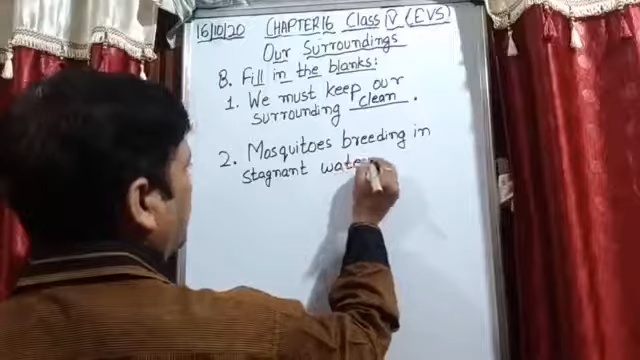 16/10/20 CHAPTER 16 Class V (EVS)
Our Surroundings
B. Fill in the blanks:
1. We must keep our
surrounding clean.
2. Mosquitoes breeding in
stagnant water